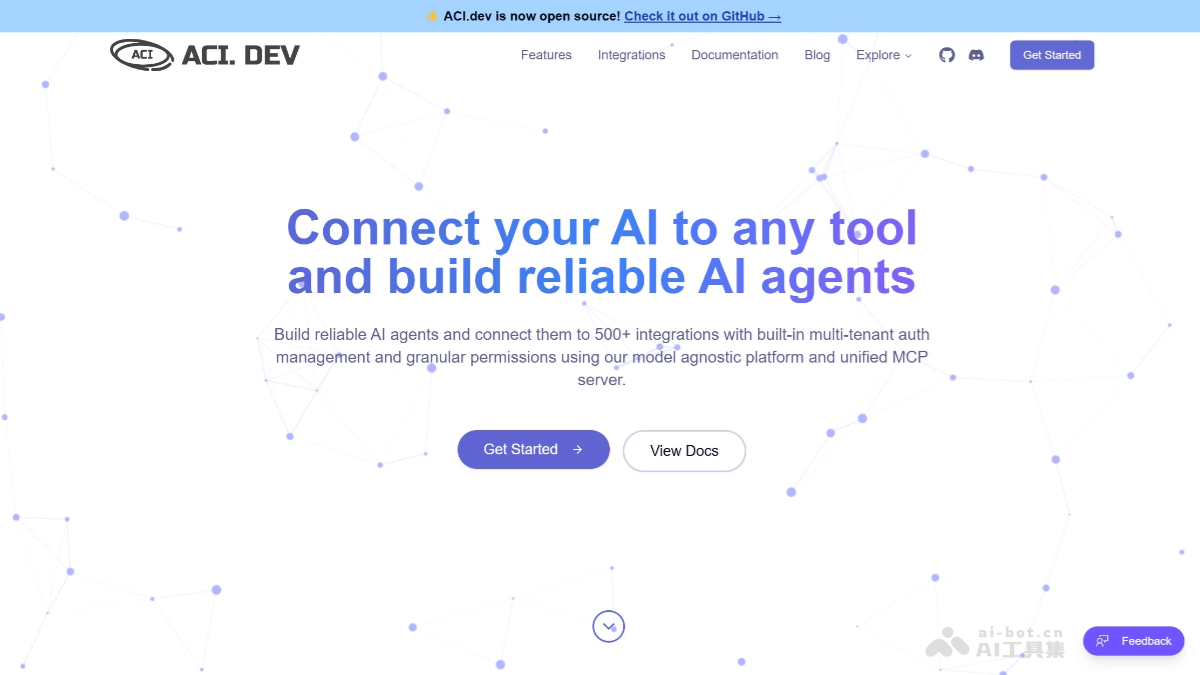 ✨ ACI.dev is now open source! Check it out on GitHub →
ACI ACI. DEV Features Integrations Documentation Blog Explore Get Started
Connect your AI to any tool
and build reliable AI agents
Build reliable AI agents and connect them to 500+ integrations with built-in multi-tenant auth
management and granular permissions using our model agnostic platform and unified MCP
server.
Get Started → View Docs
ai-bot.cn
AI工具集
Feedback